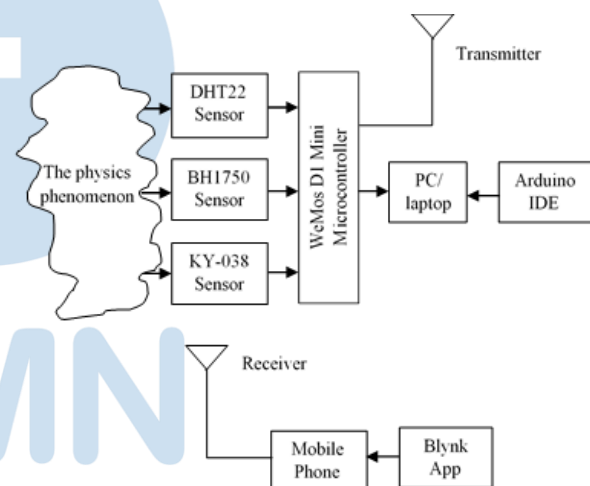 Transmitter
DHT22
Sensor
The physics
phenomenon
BH1750
Sensor
KY-038
Sensor
WeMos D1 Mini
Microcontroller
PC/
laptop
Arduino
IDE
Receiver
Mobile
Phone
Blynk
App
MN